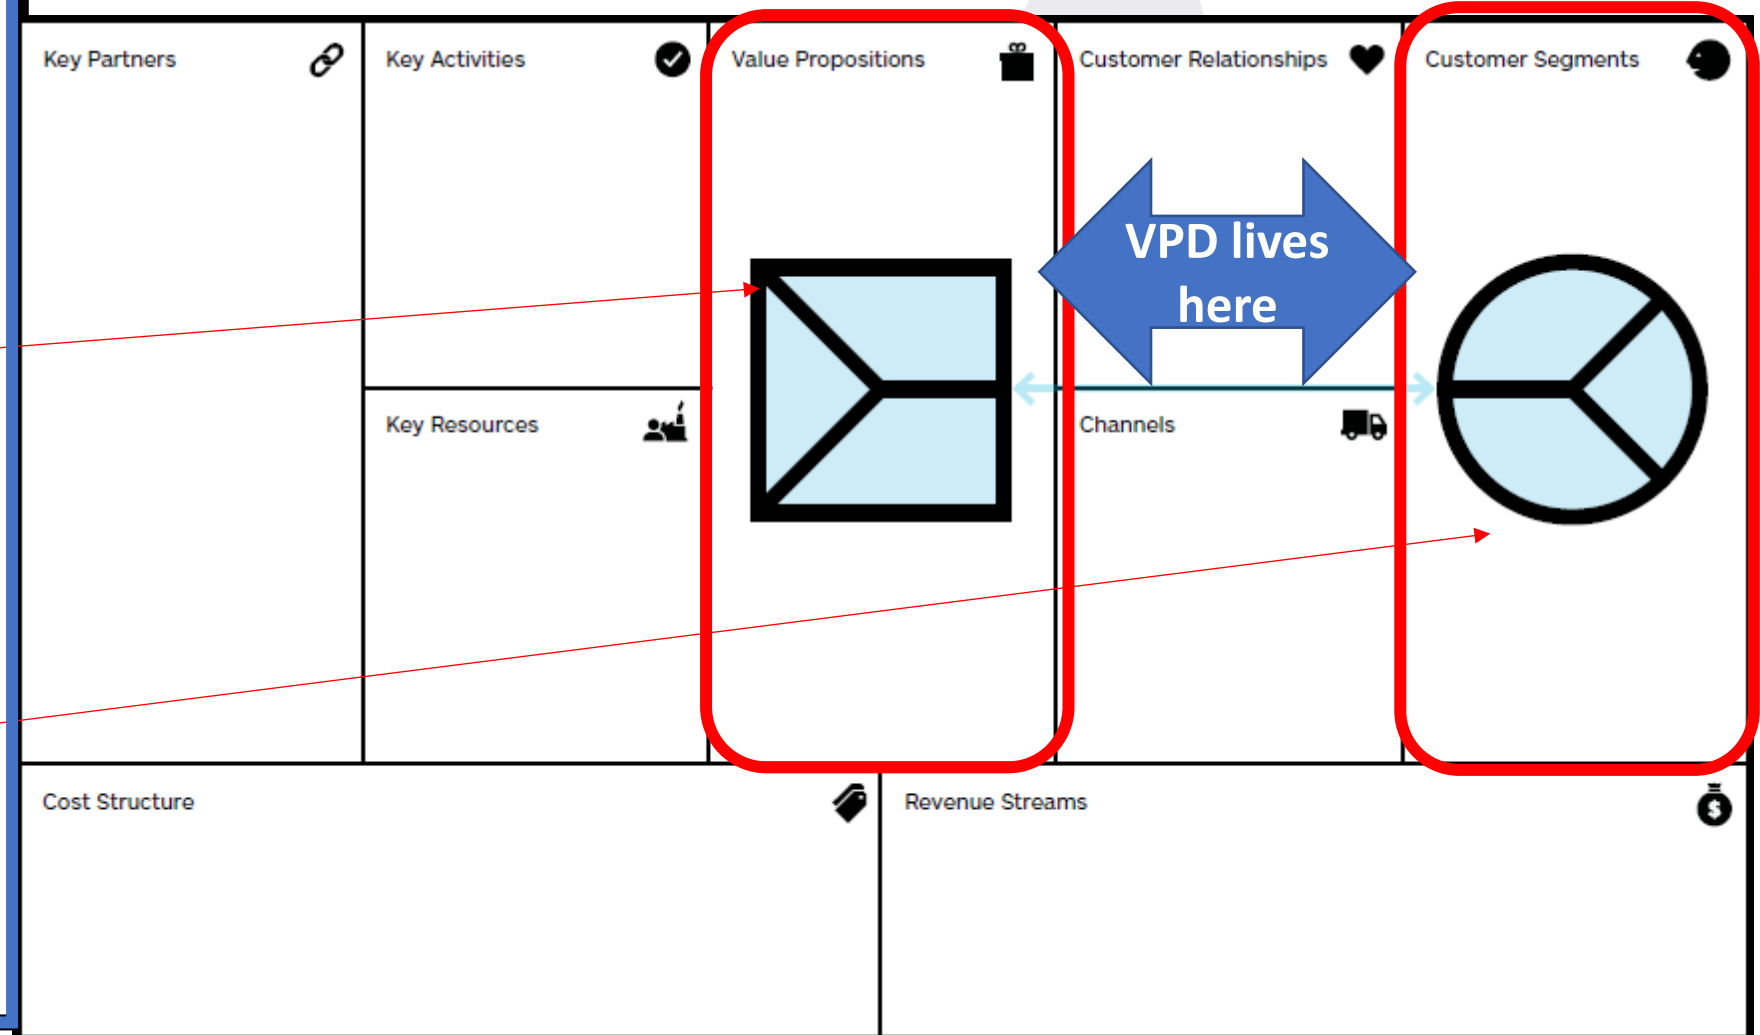 Key Partners
Key Activities
Value Propositions
Customer Relationships
Customer Segments
VPD lives
here
Key Resources
Channels
Cost Structure
Revenue Streams
$